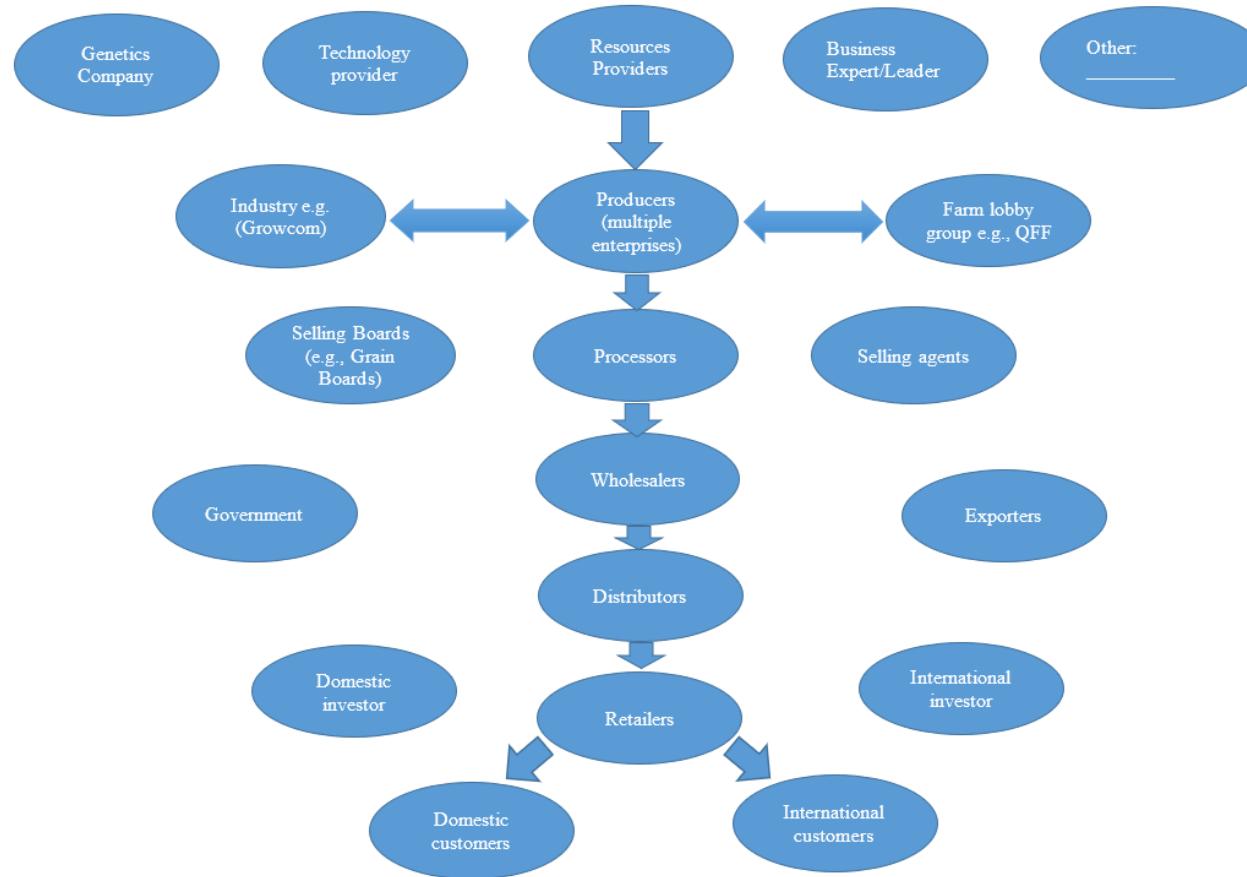 Genetics
Company
Technology
provider
Resources
Providers
Business
Expert/Leader
Other:
__________
Industry e.g.
(Growcom)
Producers
(multiple
enterprises)
Farm lobby
group e.g., QFF
Selling Boards
(e.g., Grain
Boards)
Processors
Selling agents
Wholesalers
Government
Exporters
Distributors
Domestic
investor
Retailers
International
investor
Domestic
customers
International
customers